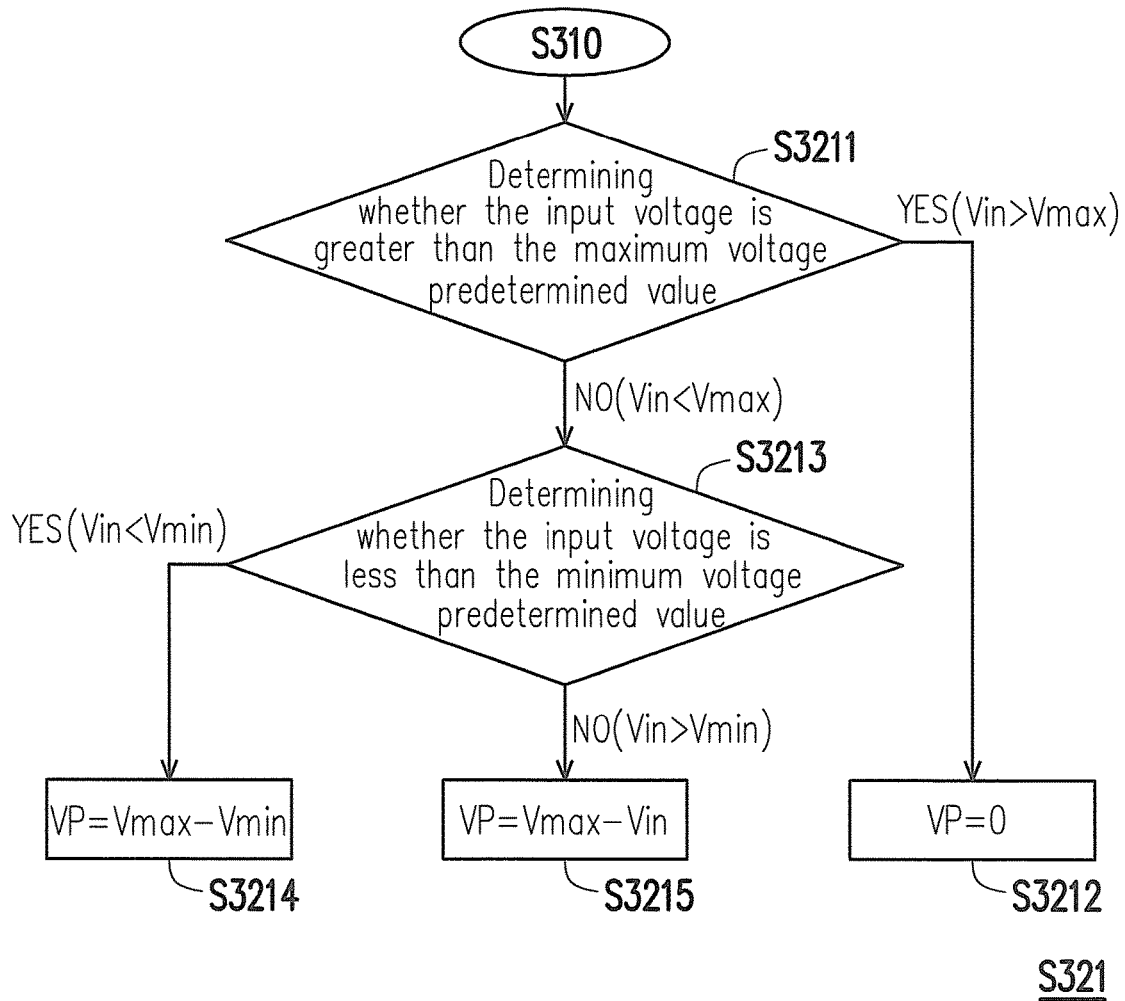 S310
S3211
Determining
whether the input voltage is
greater than the maximum voltage
predetermined value
YES(Vin>Vmax)
NO(Vin<Vmax)
S3213
Determining
whether the input voltage is
less than the minimum voltage
predetermined value
YES(Vin<Vmin)
NO(Vin>Vmin)
VP=Vmax-Vmin
VP=Vmax-Vin
VP=0
S3214
S3215
S3212
S321